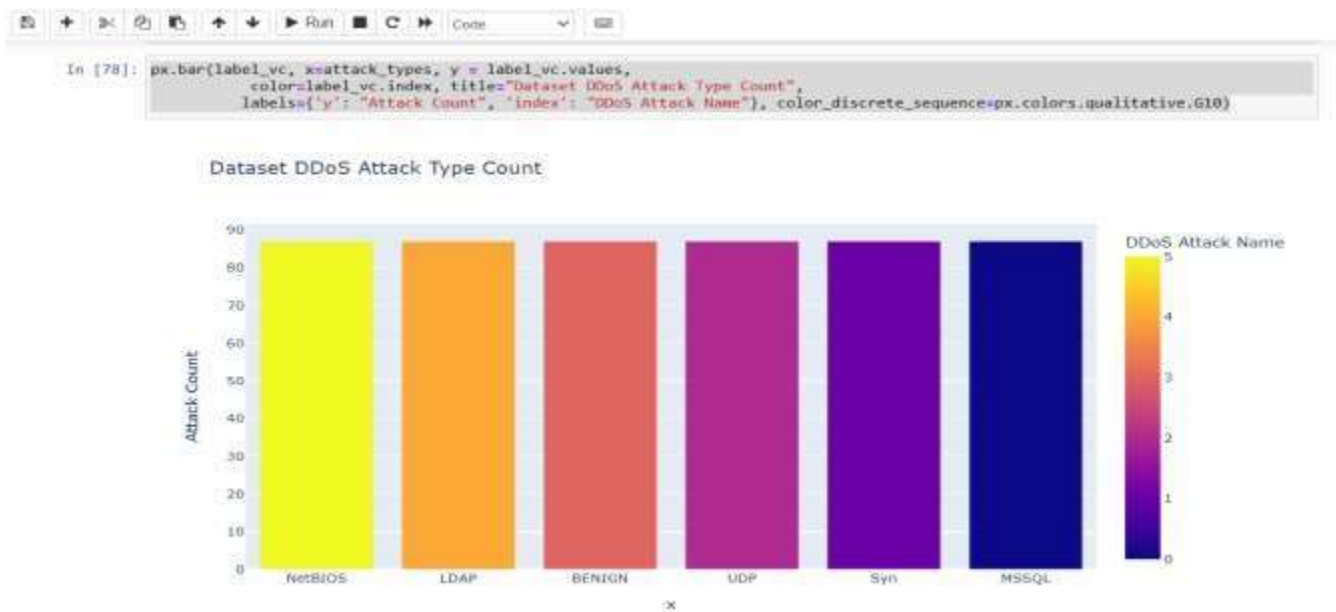 Run Code
In [78]: px.bar(label_vc, x=attack_types, y = label_vc.values,
color=label_vc.index, title="Dataset DDoS Attack Type Count",
labels={'y': "Attack Count", 'index': "DDoS Attack Name"}, color_discrete_sequence=px.colors.qualitative.G10)
Dataset DDoS Attack Type Count
DDoS Attack Name
90
80
70
60
50
40
30
20
10
0
Attack Count
5
4
3
2
1
0
NetBIOS LDAP BENIGN UDP Syn MSSQL
x